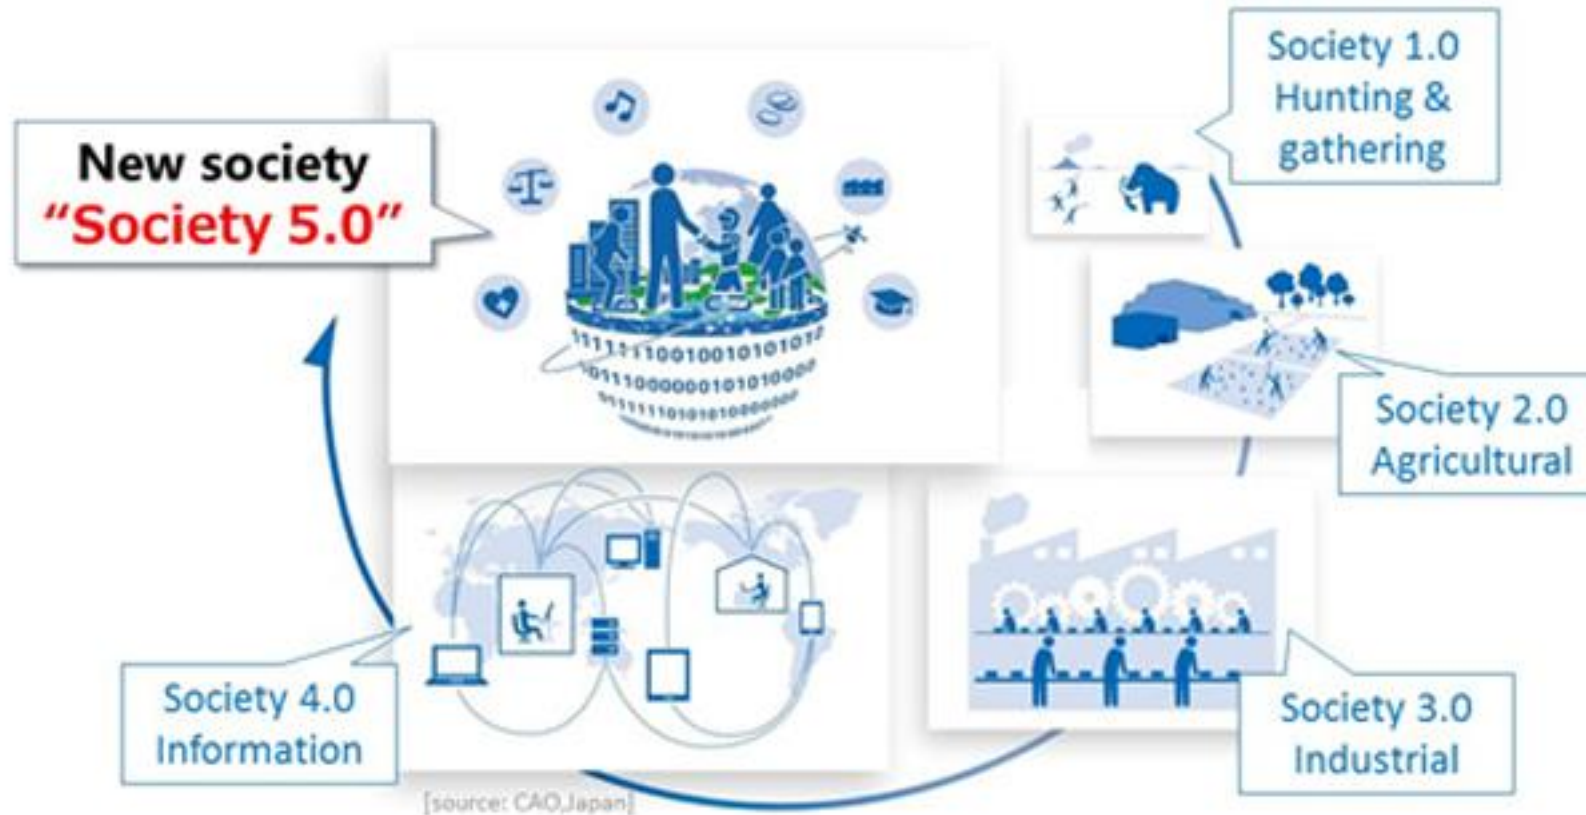 New society
“Society 5.0”
Society 1.0
Hunting &
gathering
Society 2.0
Agricultural
Society 3.0
Industrial
Society 4.0
Information
[source: CAO,Japan]